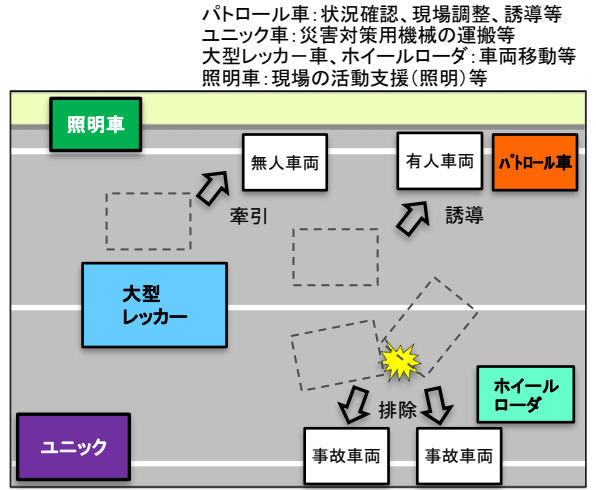 パトロール車：状況確認、現場調整、誘導等
ユニック車：災害対策用機械の運搬等
大型レッカー車、ホイールローダ：車両移動等
照明車：現場の活動支援（照明）等
照明車
無人車両
有人車両
ﾊﾟﾄﾛｰﾙ車
牽引
誘導
大型
レッカー
ホイール
ローダ
排除
ユニック
事故車両
事故車両